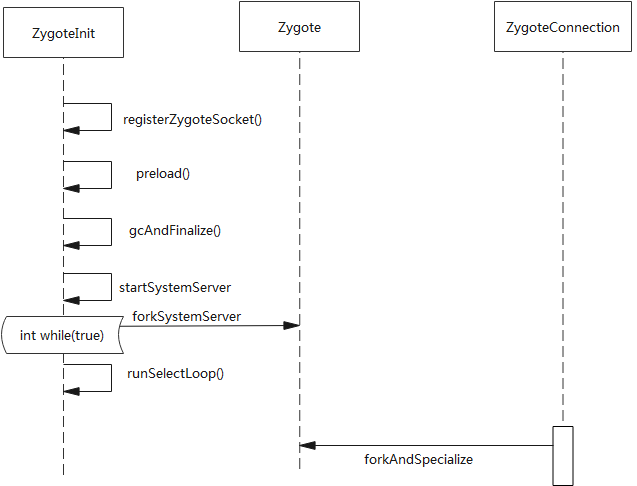 ZygoteInit
Zygote
ZygoteConnection
registerZygoteSocket()
preload()
gcAndFinalize()
startSystemServer
forkSystemServer
int while(true)
runSelectLoop()
forkAndSpecialize